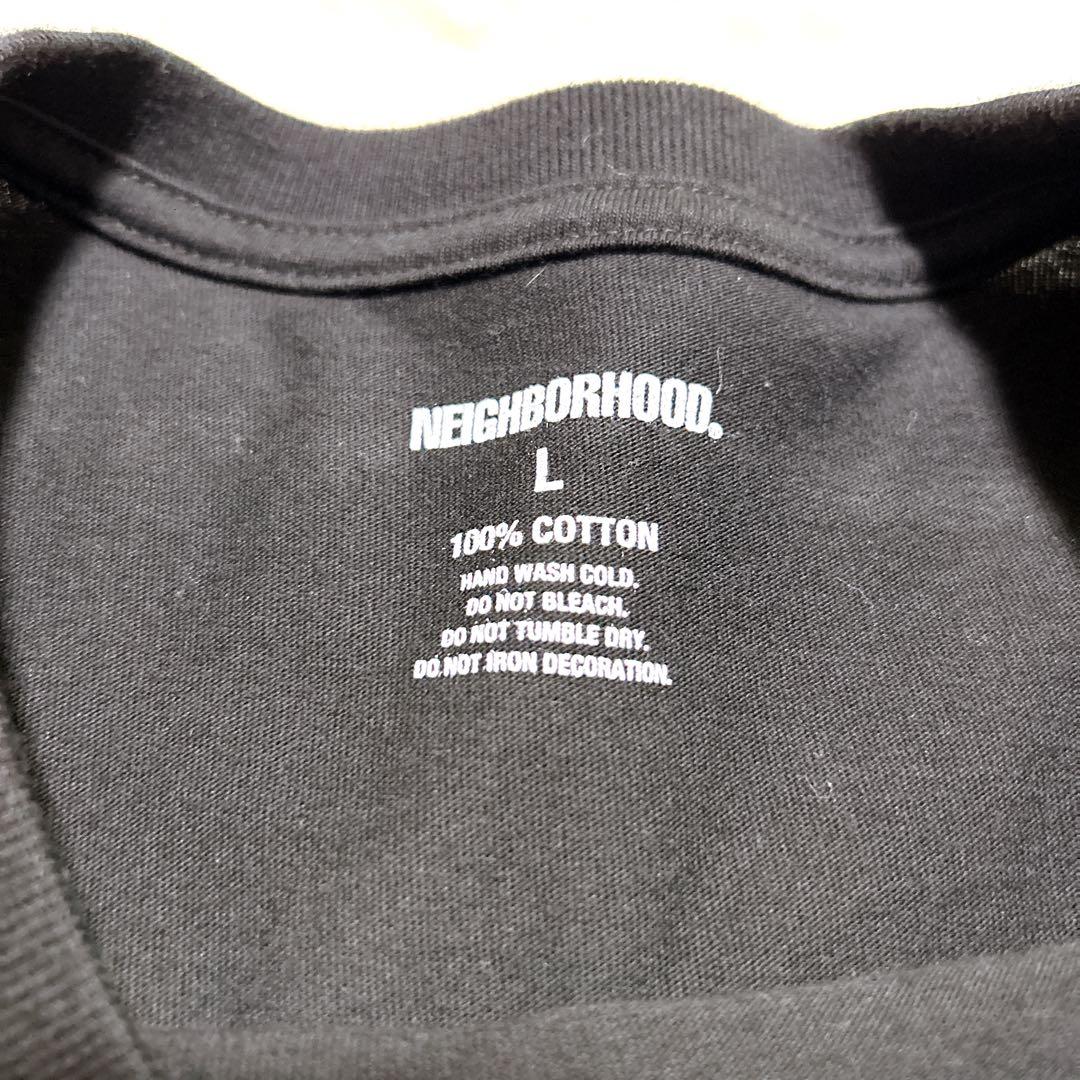 NEIGHBORHOOD®
L
100% COTTON
HAND WASH COLD.
DO NOT BLEACH.
DO NOT TUMBLE DRY.
DO NOT IRON DECORATION.